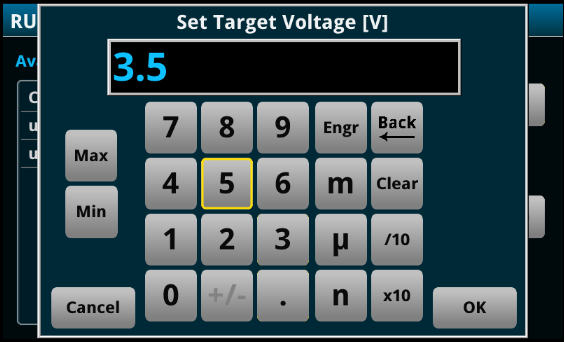 Set Target Voltage [V]
RU
3.5
Av
7 8 9 Engr Back
Max
4 5 6 m Clear
Min
1 2 3 µ /10
0 +/- . n x10
Cancel
OK